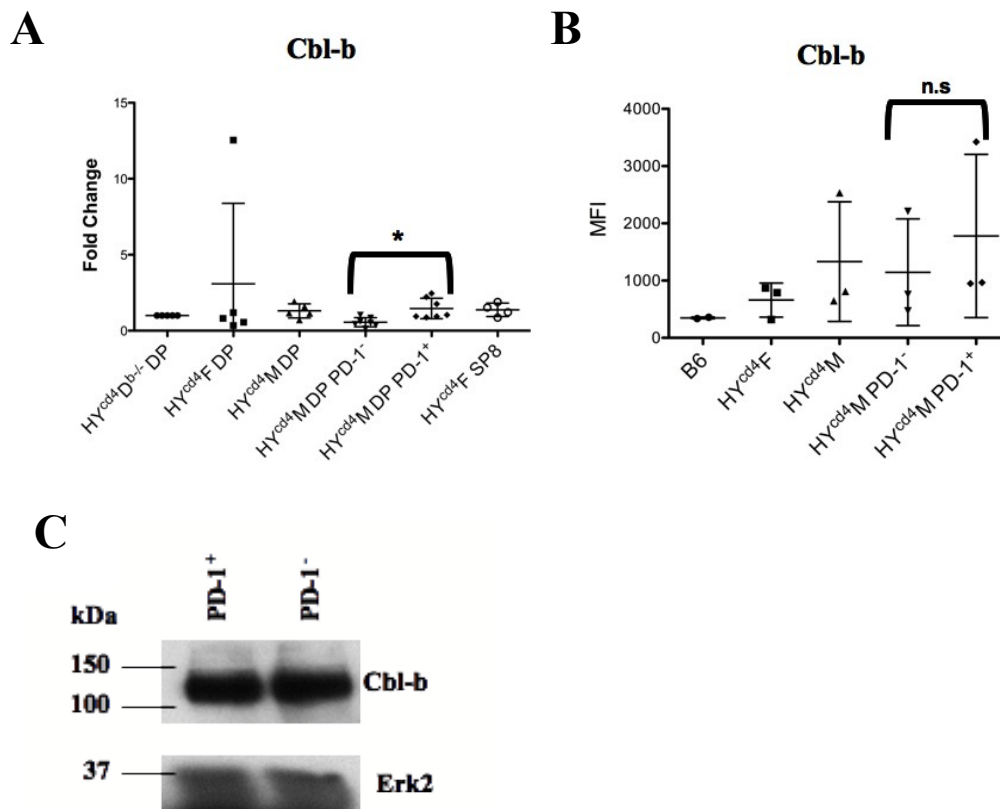 A
Cbl-b
Fold Change
15
10
5
0
*
HYcd4Db-/- DP
HYcd4F DP
HYcd4M DP
HYcd4M DP PD-1-
HYcd4M DP PD-1+
HYcd4F SP8
B
Cbl-b
MFI
4000
3000
2000
1000
0
n.s
B6
HYcd4F
HYcd4M
HYcd4M PD-1-
HYcd4M PD-1+
C
kDa
PD-1+
PD-1-
150
100
Cbl-b
37
Erk2